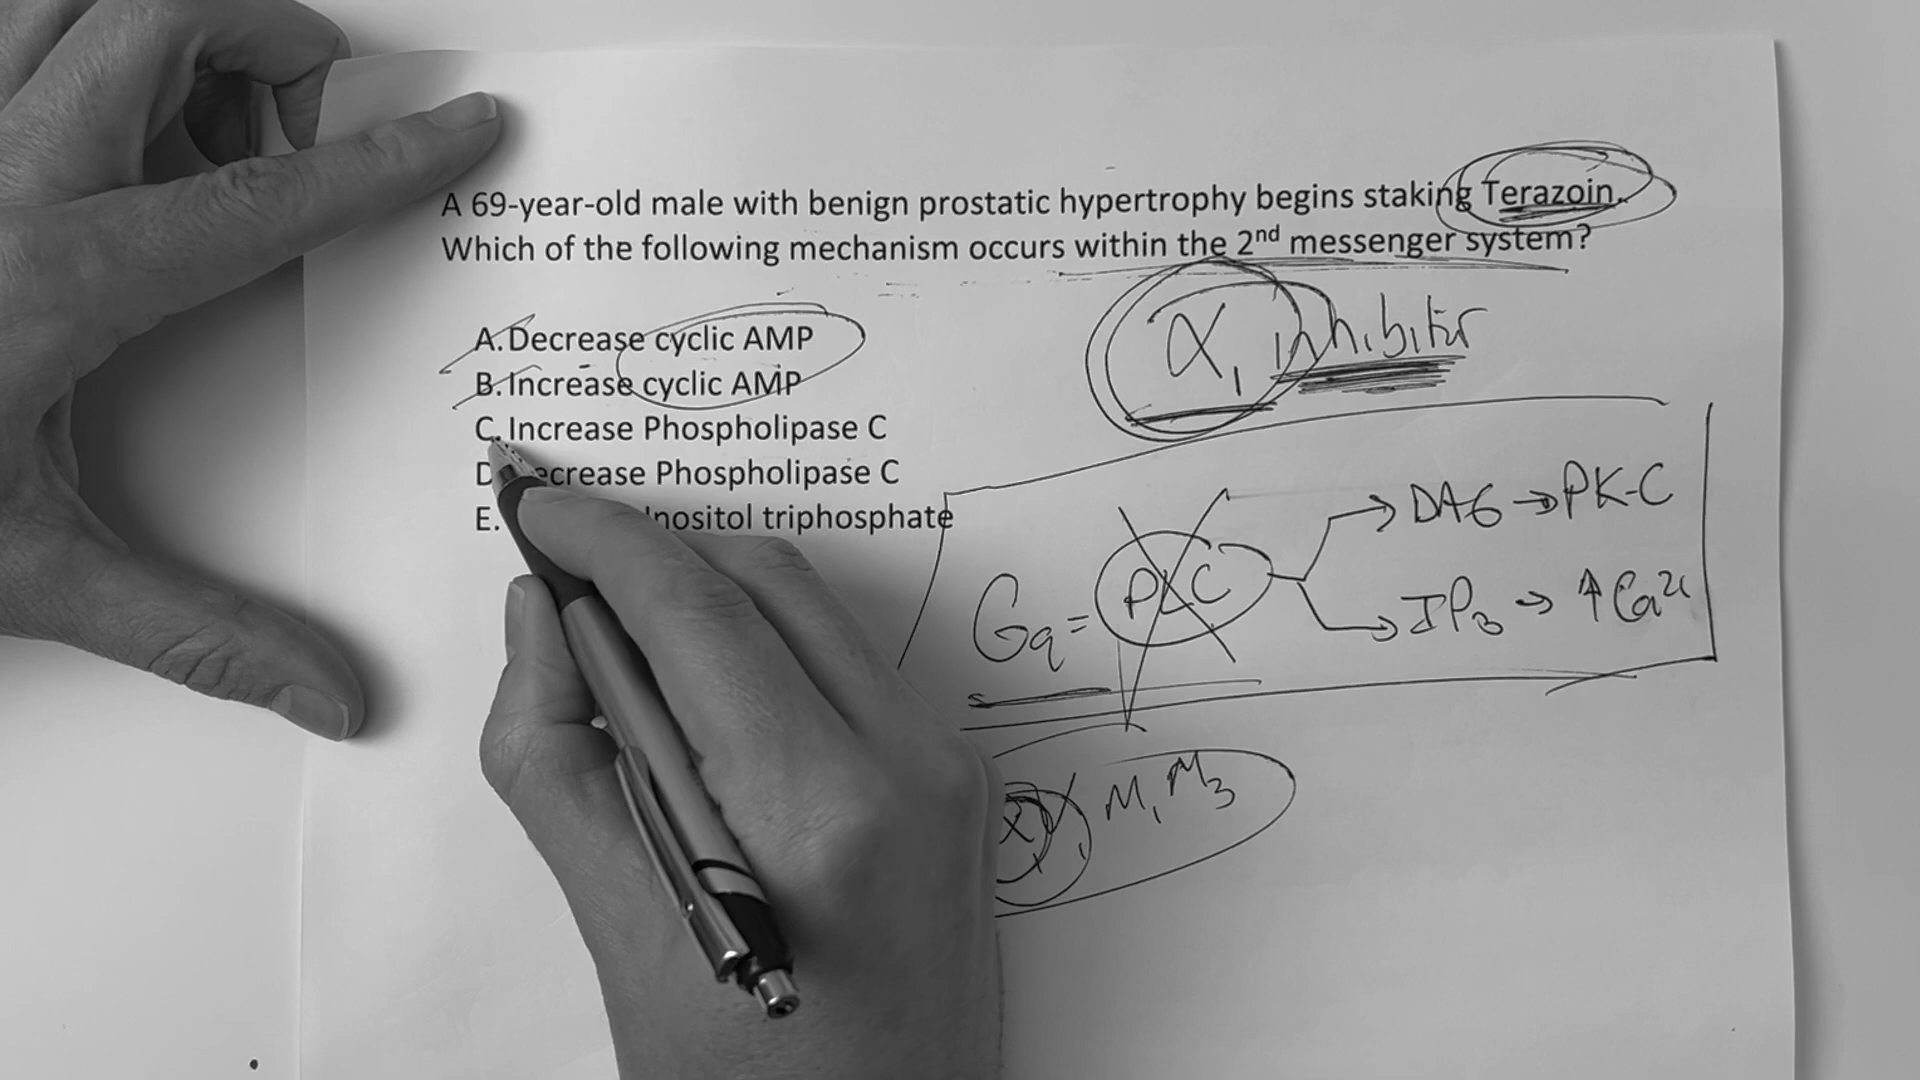 A 69-year-old male with benign prostatic hypertrophy begins staking Terazoin.
Which of the following mechanism occurs within the 2nd messenger system?
A. Decrease cyclic AMP
B. Increase cyclic AMP
C. Increase Phospholipase C
D ecrease Phospholipase C
E. Inositol triphosphate
α1 inhibitor
Gq = PLC
→ DAG → PK-C
→ IP3 → ↑ Ca2+
α1 M1 M3